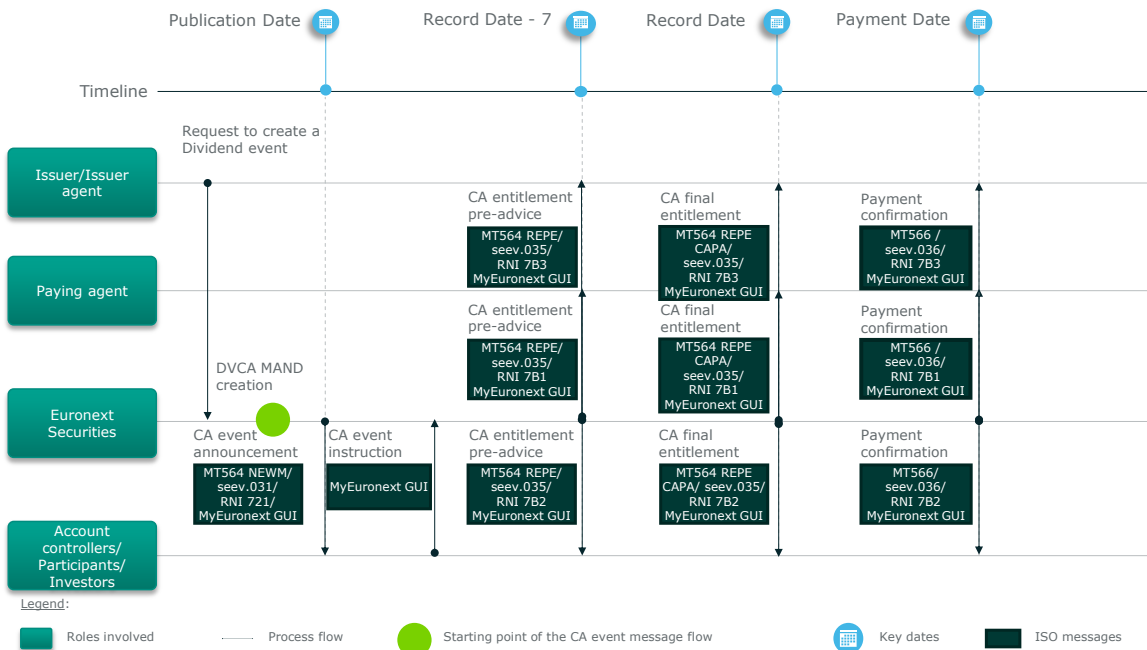 Publication Date
Record Date - 7
Record Date
Payment Date
Timeline
Request to create a
Dividend event
Issuer/Issuer
agent
CA entitlement
pre-advice
MT564 REPE/
seev.035/
RNI 7B3
MyEuronext GUI
CA final
entitlement
MT564 REPE
CAPA/
seev.035/
RNI 7B3
MyEuronext GUI
Payment
confirmation
MT566 /
seev.036/
RNI 7B3
MyEuronext GUI
Paying agent
CA entitlement
pre-advice
MT564 REPE/
seev.035/
RNI 7B1
MyEuronext GUI
CA final
entitlement
MT564 REPE
CAPA/
seev.035/
RNI 7B1
MyEuronext GUI
Payment
confirmation
MT566 /
seev.036/
RNI 7B1
MyEuronext GUI
DVCA MAND
creation
Euronext
Securities
CA event
announcement
MT564 NEWM/
seev.031/
RNI 721/
MyEuronext GUI
CA event
instruction
MyEuronext GUI
CA entitlement
pre-advice
MT564 REPE/
seev.035/
RNI 7B2
MyEuronext GUI
CA final
entitlement
MT564 REPE
CAPA/ seev.035/
RNI 7B2
MyEuronext GUI
Payment
confirmation
MT566/
seev.036/
RNI 7B2
MyEuronext GUI
Account
controllers/
Participants/
Investors
Legend:
Roles involved
Process flow
Starting point of the CA event message flow
Key dates
ISO messages